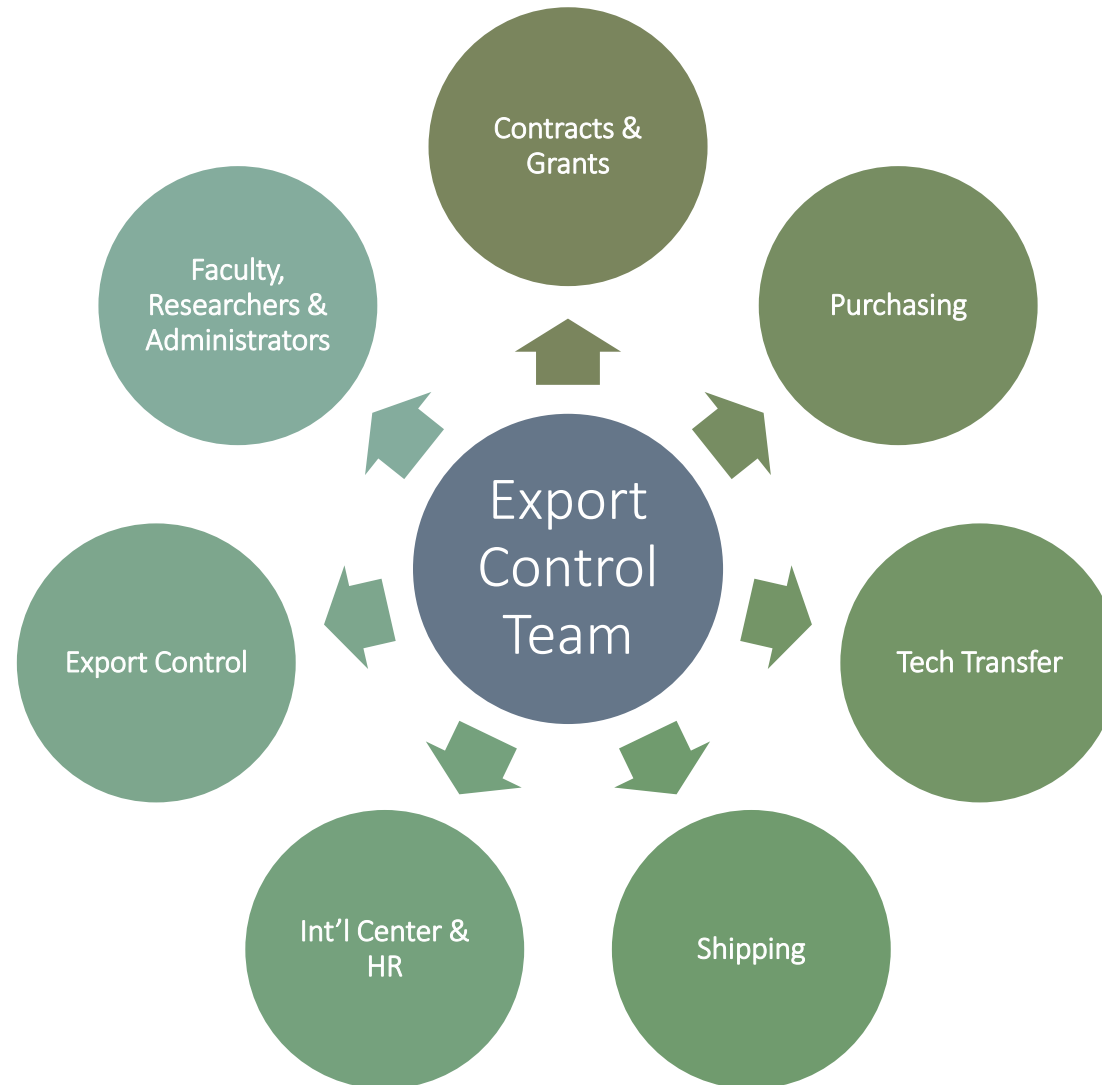 Contracts &
Grants
Purchasing
Tech Transfer
Shipping
Int’l Center &
HR
Export Control
Faculty,
Researchers &
Administrators
Export
Control
Team